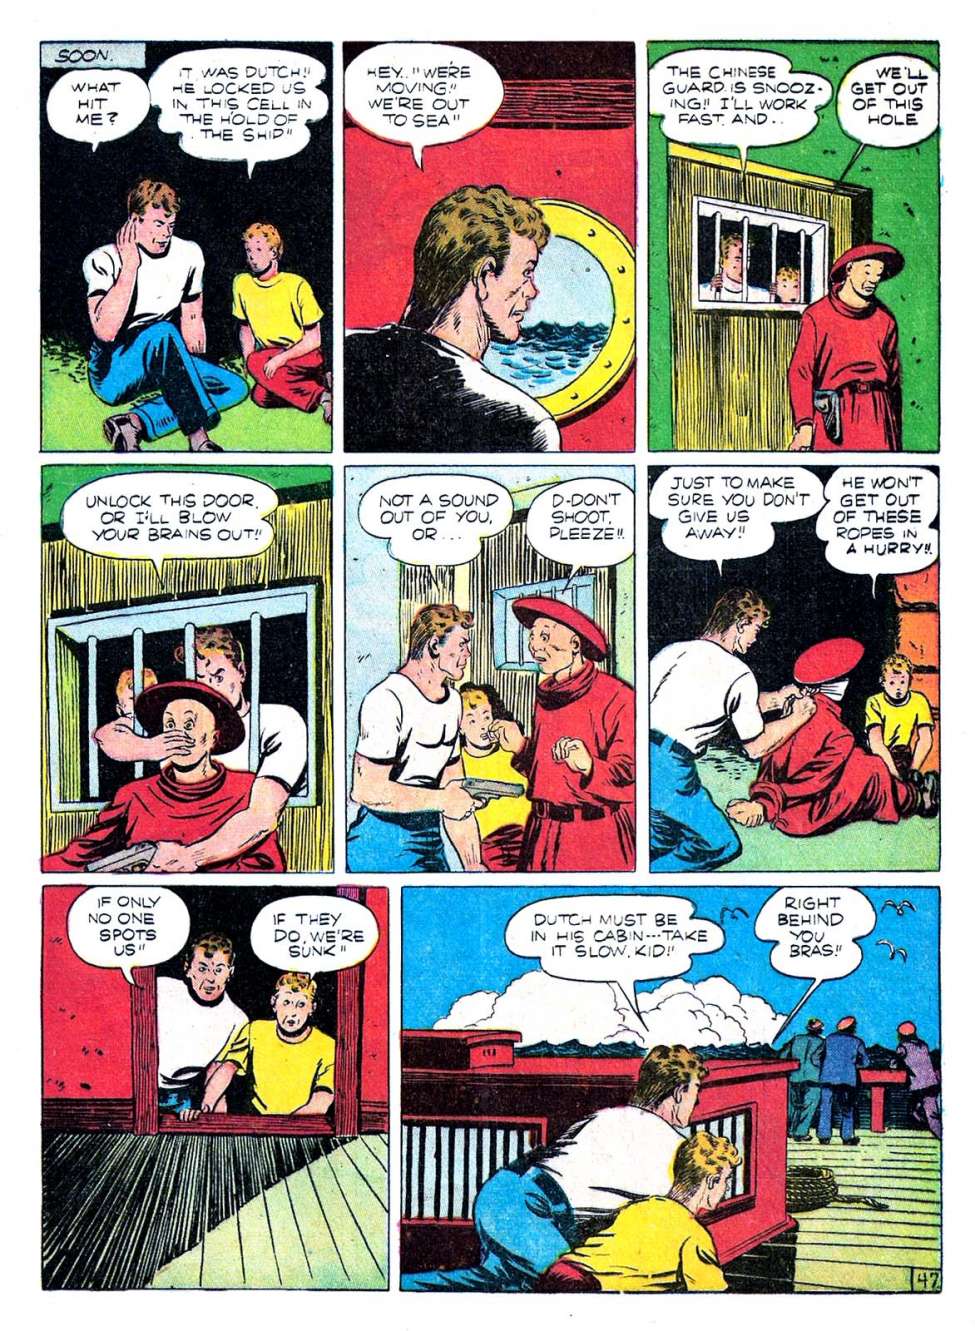 SOON.
WHAT
HIT
ME?
IT WAS DUTCH!!
HE LOCKED US
IN THIS CELL IN
THE HOLD OF
THE SHIP"
HEY.. "WE'RE
MOVING!!
WE'RE OUT
TO SEA"
THE CHINESE
GUARD IS SNOOZ-
ING!! I'LL WORK
FAST, AND..
WE'LL
GET OUT
OF THIS
HOLE
UNLOCK THIS DOOR,
OR I'LL BLOW
YOUR BRAINS OUT!!
NOT A SOUND
OUT OF YOU,
OR...
D-DON'T
SHOOT,
PLEEZE!!
JUST TO MAKE
SURE YOU DON'T
GIVE US
AWAY!!
HE WON'T
GET OUT
OF THESE
ROPES IN
A HURRY!!
IF ONLY
NO ONE
SPOTS
US"
IF THEY
DO, WE'RE
SUNK"
DUTCH MUST BE
IN HIS CABIN---TAKE
IT SLOW, KID!!
RIGHT
BEHIND
YOU
BRAS!!
47